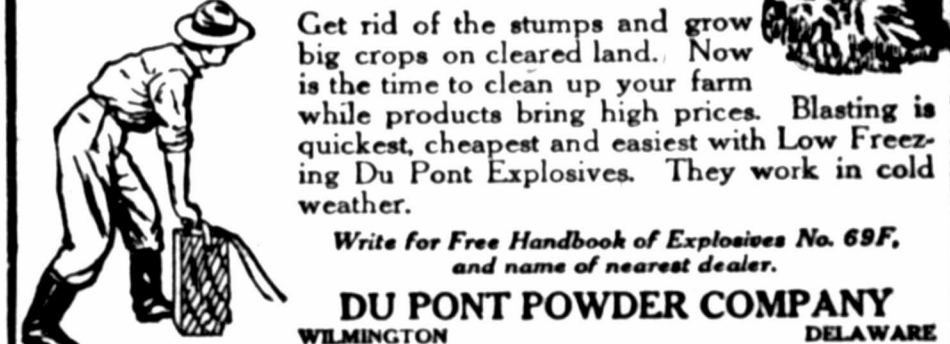 Get rid of the stumps and grow
big crops on cleared land. Now
is the time to clean up your farm
while products bring high prices. Blasting is
quickest, cheapest and easiest with Low Freez-
ing Du Pont Explosives. They work in cold
weather.
Write for Free Handbook of Explosives No. 69F,
and name of nearest dealer.
DU PONT POWDER COMPANY
WILMINGTON DELAWARE